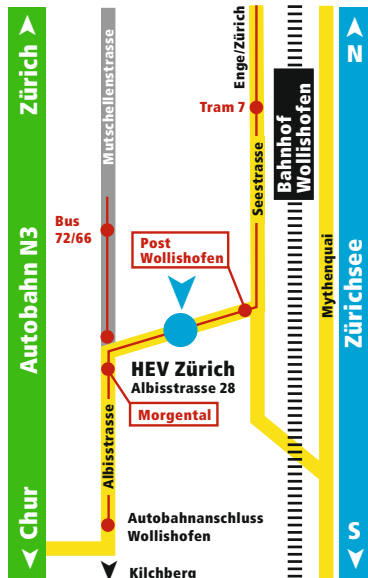 Zürich
Autobahn N3
Chur
Mutschellenstrasse
Enge/Zürich
Tram 7
Bus
72/66
Seestrasse
Bahnhof
Wollishofen
N
Zürichsee
S
Mythenquai
Post
Wollishofen
HEV Zürich
Albisstrasse 28
Morgental
Albisstrasse
Autobahnanschluss
Wollishofen
Kilchberg